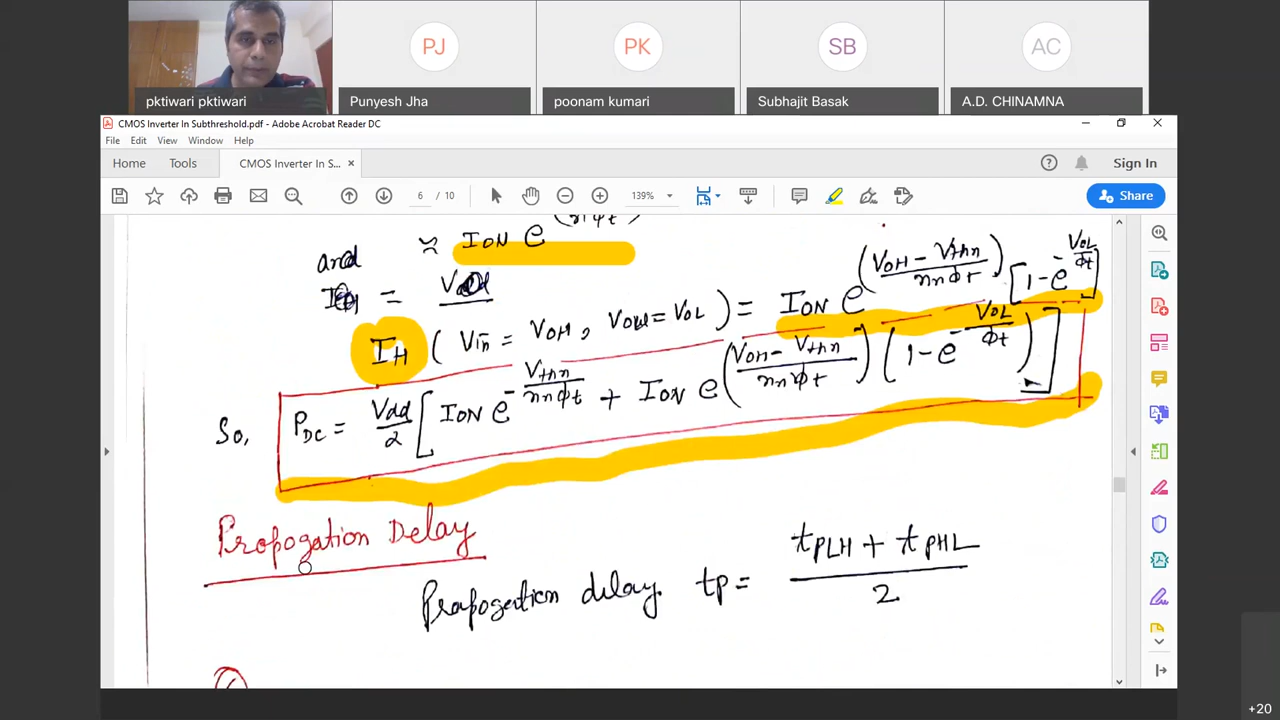 PJ
PK
SB
AC
pktiwari pktiwari
Punyesh Jha
poonam kumari
Subhajit Basak
A.D. CHINAMNA
CMOS Inverter In Subthreshold.pdf - Adobe Acrobat Reader DC
File Edit View Window Help
Home Tools CMOS Inverter In S... × Sign In
6 / 10 139% Share
≈ ION e
and
= Vdd
IH ( Vin = VOH, Vout = VOL ) = ION e^((VOH - Vthn)/(nnφt)) [1 - e^(-VOL/φt)]
So, PDC = Vdd/2 [ ION e^(-Vthn/(nnφt)) + ION e^((VOH - Vthn)/(nnφt)) (1 - e^(-VOL/φt)) ]
Propogation Delay
Propogation delay tp = (tPLH + tPHL)/2
+20